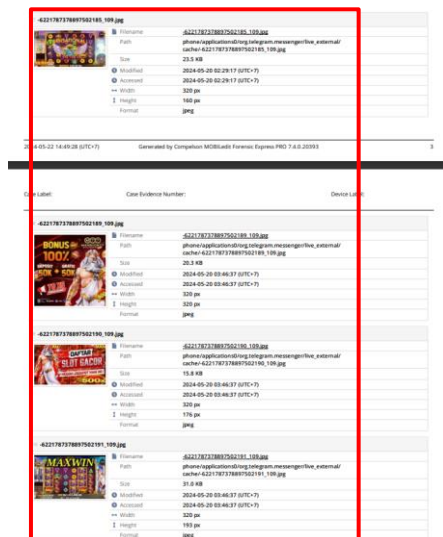 -6221787378897502185_109.jpg
Filename -6221787378897502185_109.jpg
Path phone/applications0/org.telegram.messenger/live_external/
cache/-6221787378897502185_109.jpg
Size 23.5 KB
Modified 2024-05-20 02:29:17 (UTC+7)
Accessed 2024-05-20 02:29:17 (UTC+7)
Width 320 px
Height 160 px
Format jpeg
2024-05-22 14:49:28 (UTC+7) Generated by Compelson MOBILedit Forensic Express PRO 7.4.0.20393 3
Case Label: Case Evidence Number: Device Label:
-6221787378897502189_109.jpg
BONUS
100%
50K + 50K
Filename -6221787378897502189_109.jpg
Path phone/applications0/org.telegram.messenger/live_external/
cache/-6221787378897502189_109.jpg
Size 20.3 KB
Modified 2024-05-20 03:46:37 (UTC+7)
Accessed 2024-05-20 03:46:37 (UTC+7)
Width 320 px
Height 320 px
Format jpeg
-6221787378897502190_109.jpg
DAFTAR
SLOT GACOR
Filename -6221787378897502190_109.jpg
Path phone/applications0/org.telegram.messenger/live_external/
cache/-6221787378897502190_109.jpg
Size 15.8 KB
Modified 2024-05-20 03:46:37 (UTC+7)
Accessed 2024-05-20 03:46:37 (UTC+7)
Width 320 px
Height 176 px
Format jpeg
-6221787378897502191_109.jpg
MAXWIN
Filename -6221787378897502191_109.jpg
Path phone/applications0/org.telegram.messenger/live_external/
cache/-6221787378897502191_109.jpg
Size 31.0 KB
Modified 2024-05-20 03:46:37 (UTC+7)
Accessed 2024-05-20 03:46:37 (UTC+7)
Width 320 px
Height 193 px
Format jpeg